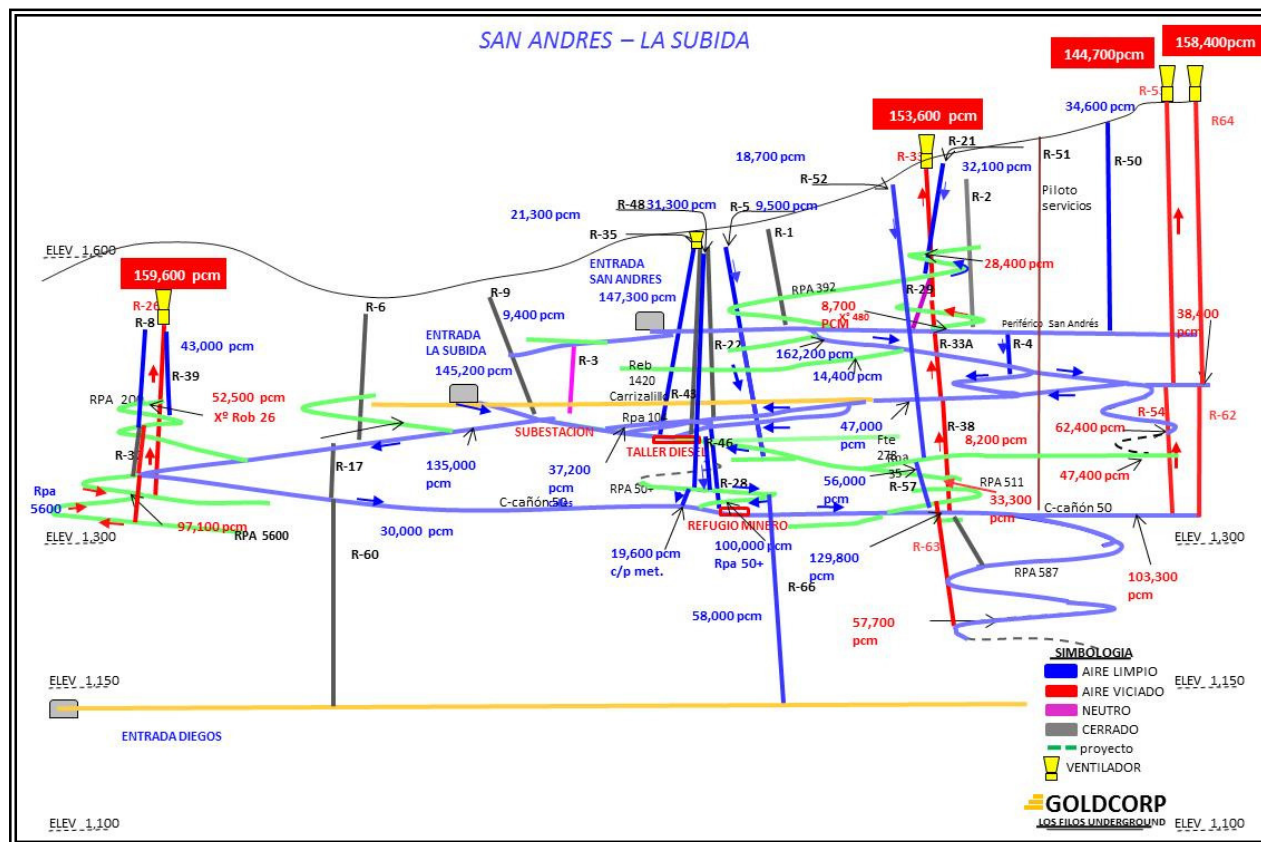 SAN ANDRES – LA SUBIDA
144,700pcm
158,400pcm
R-5
34,600 pcm
R64
153,600 pcm
R-21
R-33
18,700 pcm
32,100 pcm
R-51
R-50
R-52
R-2
Piloto
servicios
R-48
31,300 pcm
R-5
9,500 pcm
21,300 pcm
R-35
R-1
ELEV 1,600
159,600 pcm
ENTRADA
SAN ANDRES
147,300 pcm
28,400 pcm
R-26
R-6
R-9
RPA 392
R-29
8,700
PCM
Xº 480
R-8
9,400 pcm
Periférico San Andrés
38,400
pcm
43,000 pcm
ENTRADA
LA SUBIDA
145,200 pcm
R-3
R-22
162,200 pcm
R-33A
R-4
R-39
Reb
1420
14,400 pcm
RPA 200
52,500 pcm
Xº Rob 26
Carrizalillo
R-43
Rpa 10+
R-54
R-62
SUBESTACION
47,000
pcm
R-38
62,400 pcm
TALLER DIESEL
R-46
Fte
278
8,200 pcm
R-17
135,000
pcm
37,200
pcm
Rpa
35
47,400
pcm
Rpa
5600
RPA 50+
R-28
56,000
pcm
R-57
RPA 511
33,300
pcm
C-cañón 50
C-cañón 50
97,100 pcm
RPA 5600
30,000 pcm
REFUGIO MINERO
ELEV 1,300
ELEV 1,300
R-60
19,600 pcm
c/p met.
100,000 pcm
Rpa 50+
129,800
pcm
R-63
RPA 587
103,300
pcm
R-66
58,000 pcm
57,700
pcm
SIMBOLOGIA
AIRE LIMPIO
ELEV 1,150
ELEV 1,150
AIRE VICIADO
NEUTRO
CERRADO
proyecto
VENTILADOR
ENTRADA DIEGOS
GOLDCORP
LOS FILOS UNDERGROUND
ELEV 1,100
ELEV 1,100